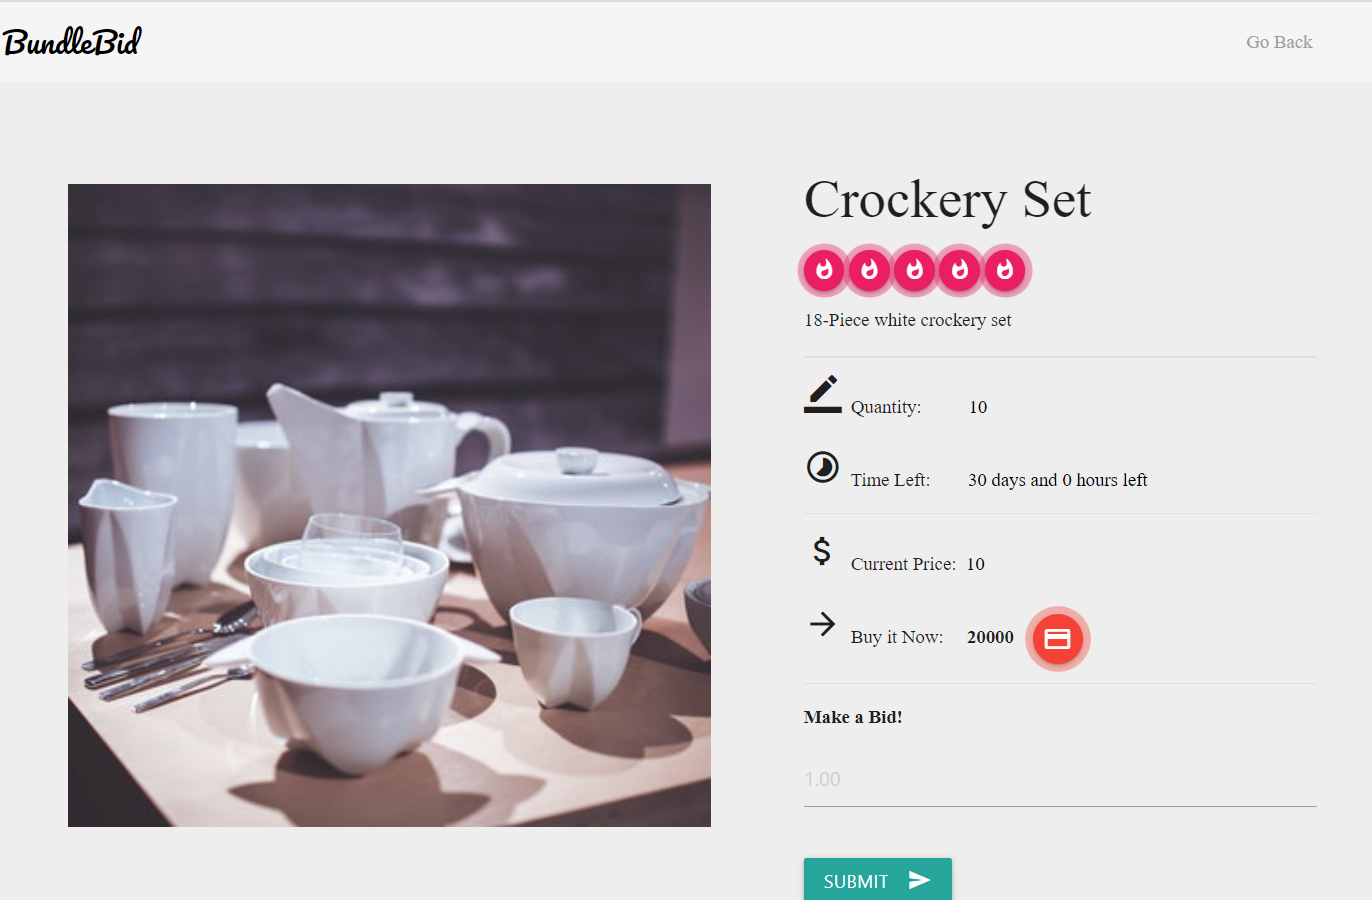 BundleBid
Go Back
Crockery Set
18-Piece white crockery set
Quantity: 10
Time Left: 30 days and 0 hours left
Current Price: 10
Buy it Now: 20000
Make a Bid!
1.00
SUBMIT